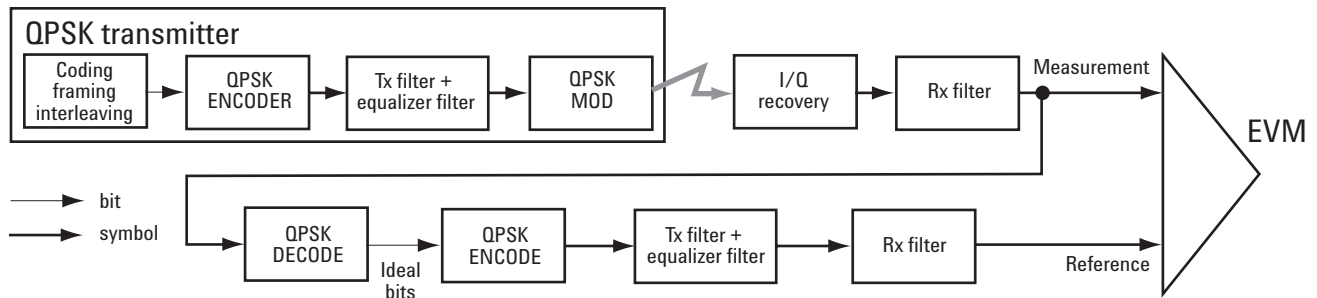 QPSK transmitter
Coding
framing
interleaving
QPSK
ENCODER
Tx filter +
equalizer filter
QPSK
MOD
I/Q
recovery
Rx filter
Measurement
EVM
bit
symbol
QPSK
DECODE
Ideal
bits
QPSK
ENCODE
Tx filter +
equalizer filter
Rx filter
Reference